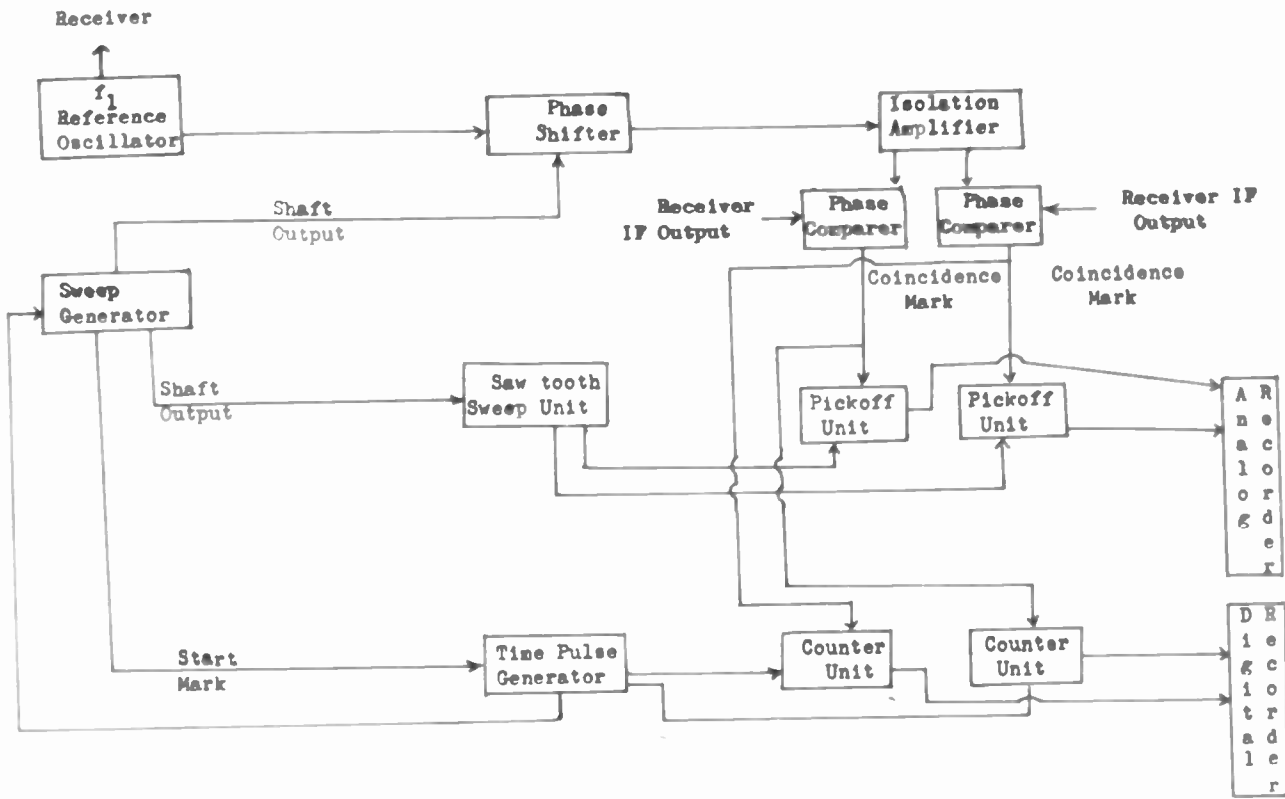 Receiver
f1
Reference
Oscillator
Phase
Shifter
Isolation
Amplifier
Shaft
Output
Receiver
IF Output
Phase
Comparer
Phase
Comparer
Receiver IF
Output
Sweep
Generator
Coincidence
Mark
Coincidence
Mark
Shaft
Output
Saw tooth
Sweep Unit
Pickoff
Unit
Pickoff
Unit
Analog
Recorder
Start
Mark
Time Pulse
Generator
Counter
Unit
Counter
Unit
Digital
Recorder